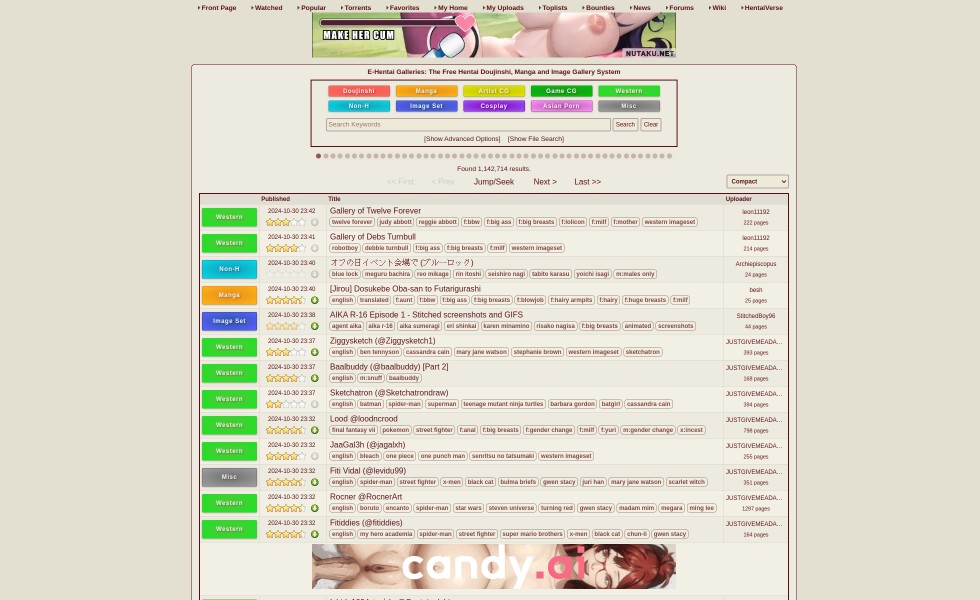 Front Page Watched Popular Torrents Favorites My Home My Uploads Toplists Bounties News Forums Wiki HentaiVerse
MAKE HER CUM
NUTAKU.NET
E-Hentai Galleries: The Free Hentai Doujinshi, Manga and Image Gallery System
Doujinshi Manga Artist CG Game CG Western
Non-H Image Set Cosplay Asian Porn Misc
Search Keywords Search Clear
[Show Advanced Options] [Show File Search]
Found 1,142,714 results.
<< First < Prev Jump/Seek Next > Last >> Compact
Published Title Uploader
Western 2024-10-30 23:42 Gallery of Twelve Forever leon11192
twelve forever judy abbott reggie abbott f:bbw f:big ass f:big breasts f:lolicon f:milf f:mother western imageset 222 pages
Western 2024-10-30 23:41 Gallery of Debs Turnbull leon11192
robotboy debbie turnbull f:big ass f:big breasts f:milf western imageset 214 pages
Non-H 2024-10-30 23:40 オフの日イベント会場で (ブルーロック) Archiepiscopus
blue lock meguru bachira reo mikage rin itoshi seishiro nagi tabito karasu yoichi isagi m:males only 24 pages
Manga 2024-10-30 23:40 [Jirou] Dosukebe Oba-san to Futarigurashi besh
english translated f:aunt f:bbw f:big ass f:big breasts f:blowjob f:hairy armpits f:hairy f:huge breasts f:milf 25 pages
Image Set 2024-10-30 23:38 AIKA R-16 Episode 1 - Stitched screenshots and GIFS StitchedBoy96
agent aika aika r-16 aika sumeragi eri shinkai karen minamino risako nagisa f:big breasts animated screenshots 44 pages
Western 2024-10-30 23:37 Ziggysketch (@Ziggysketch1) JUSTGIVEMEADA...
english ben tennyson cassandra cain mary jane watson stephanie brown western imageset sketchatron 393 pages
Western 2024-10-30 23:37 Baalbuddy (@baalbuddy) [Part 2] JUSTGIVEMEADA...
english m:snuff baalbuddy 168 pages
Western 2024-10-30 23:37 Sketchatron (@Sketchatrondraw) JUSTGIVEMEADA...
english batman spider-man superman teenage mutant ninja turtles barbara gordon batgirl cassandra cain 394 pages
Western 2024-10-30 23:32 Lood @loodncrood JUSTGIVEMEADA...
final fantasy vii pokemon street fighter f:anal f:big breasts f:gender change f:milf f:yuri m:gender change x:incest 798 pages
Western 2024-10-30 23:32 JaaGal3h (@jagalxh) JUSTGIVEMEADA...
english bleach one piece one punch man senritsu no tatsumaki western imageset 255 pages
Misc 2024-10-30 23:32 Fiti Vidal (@levidu99) JUSTGIVEMEADA...
english spider-man street fighter x-men black cat bulma briefs gwen stacy juri han mary jane watson scarlet witch 351 pages
Western 2024-10-30 23:32 Rocner @RocnerArt JUSTGIVEMEADA...
english boruto encanto spider-man star wars steven universe turning red gwen stacy madam mim megara ming lee 1297 pages
Western 2024-10-30 23:32 Fitiddies (@fitiddies) JUSTGIVEMEADA...
english my hero academia spider-man street fighter super mario brothers x-men black cat chun-li gwen stacy 164 pages
candy.ai